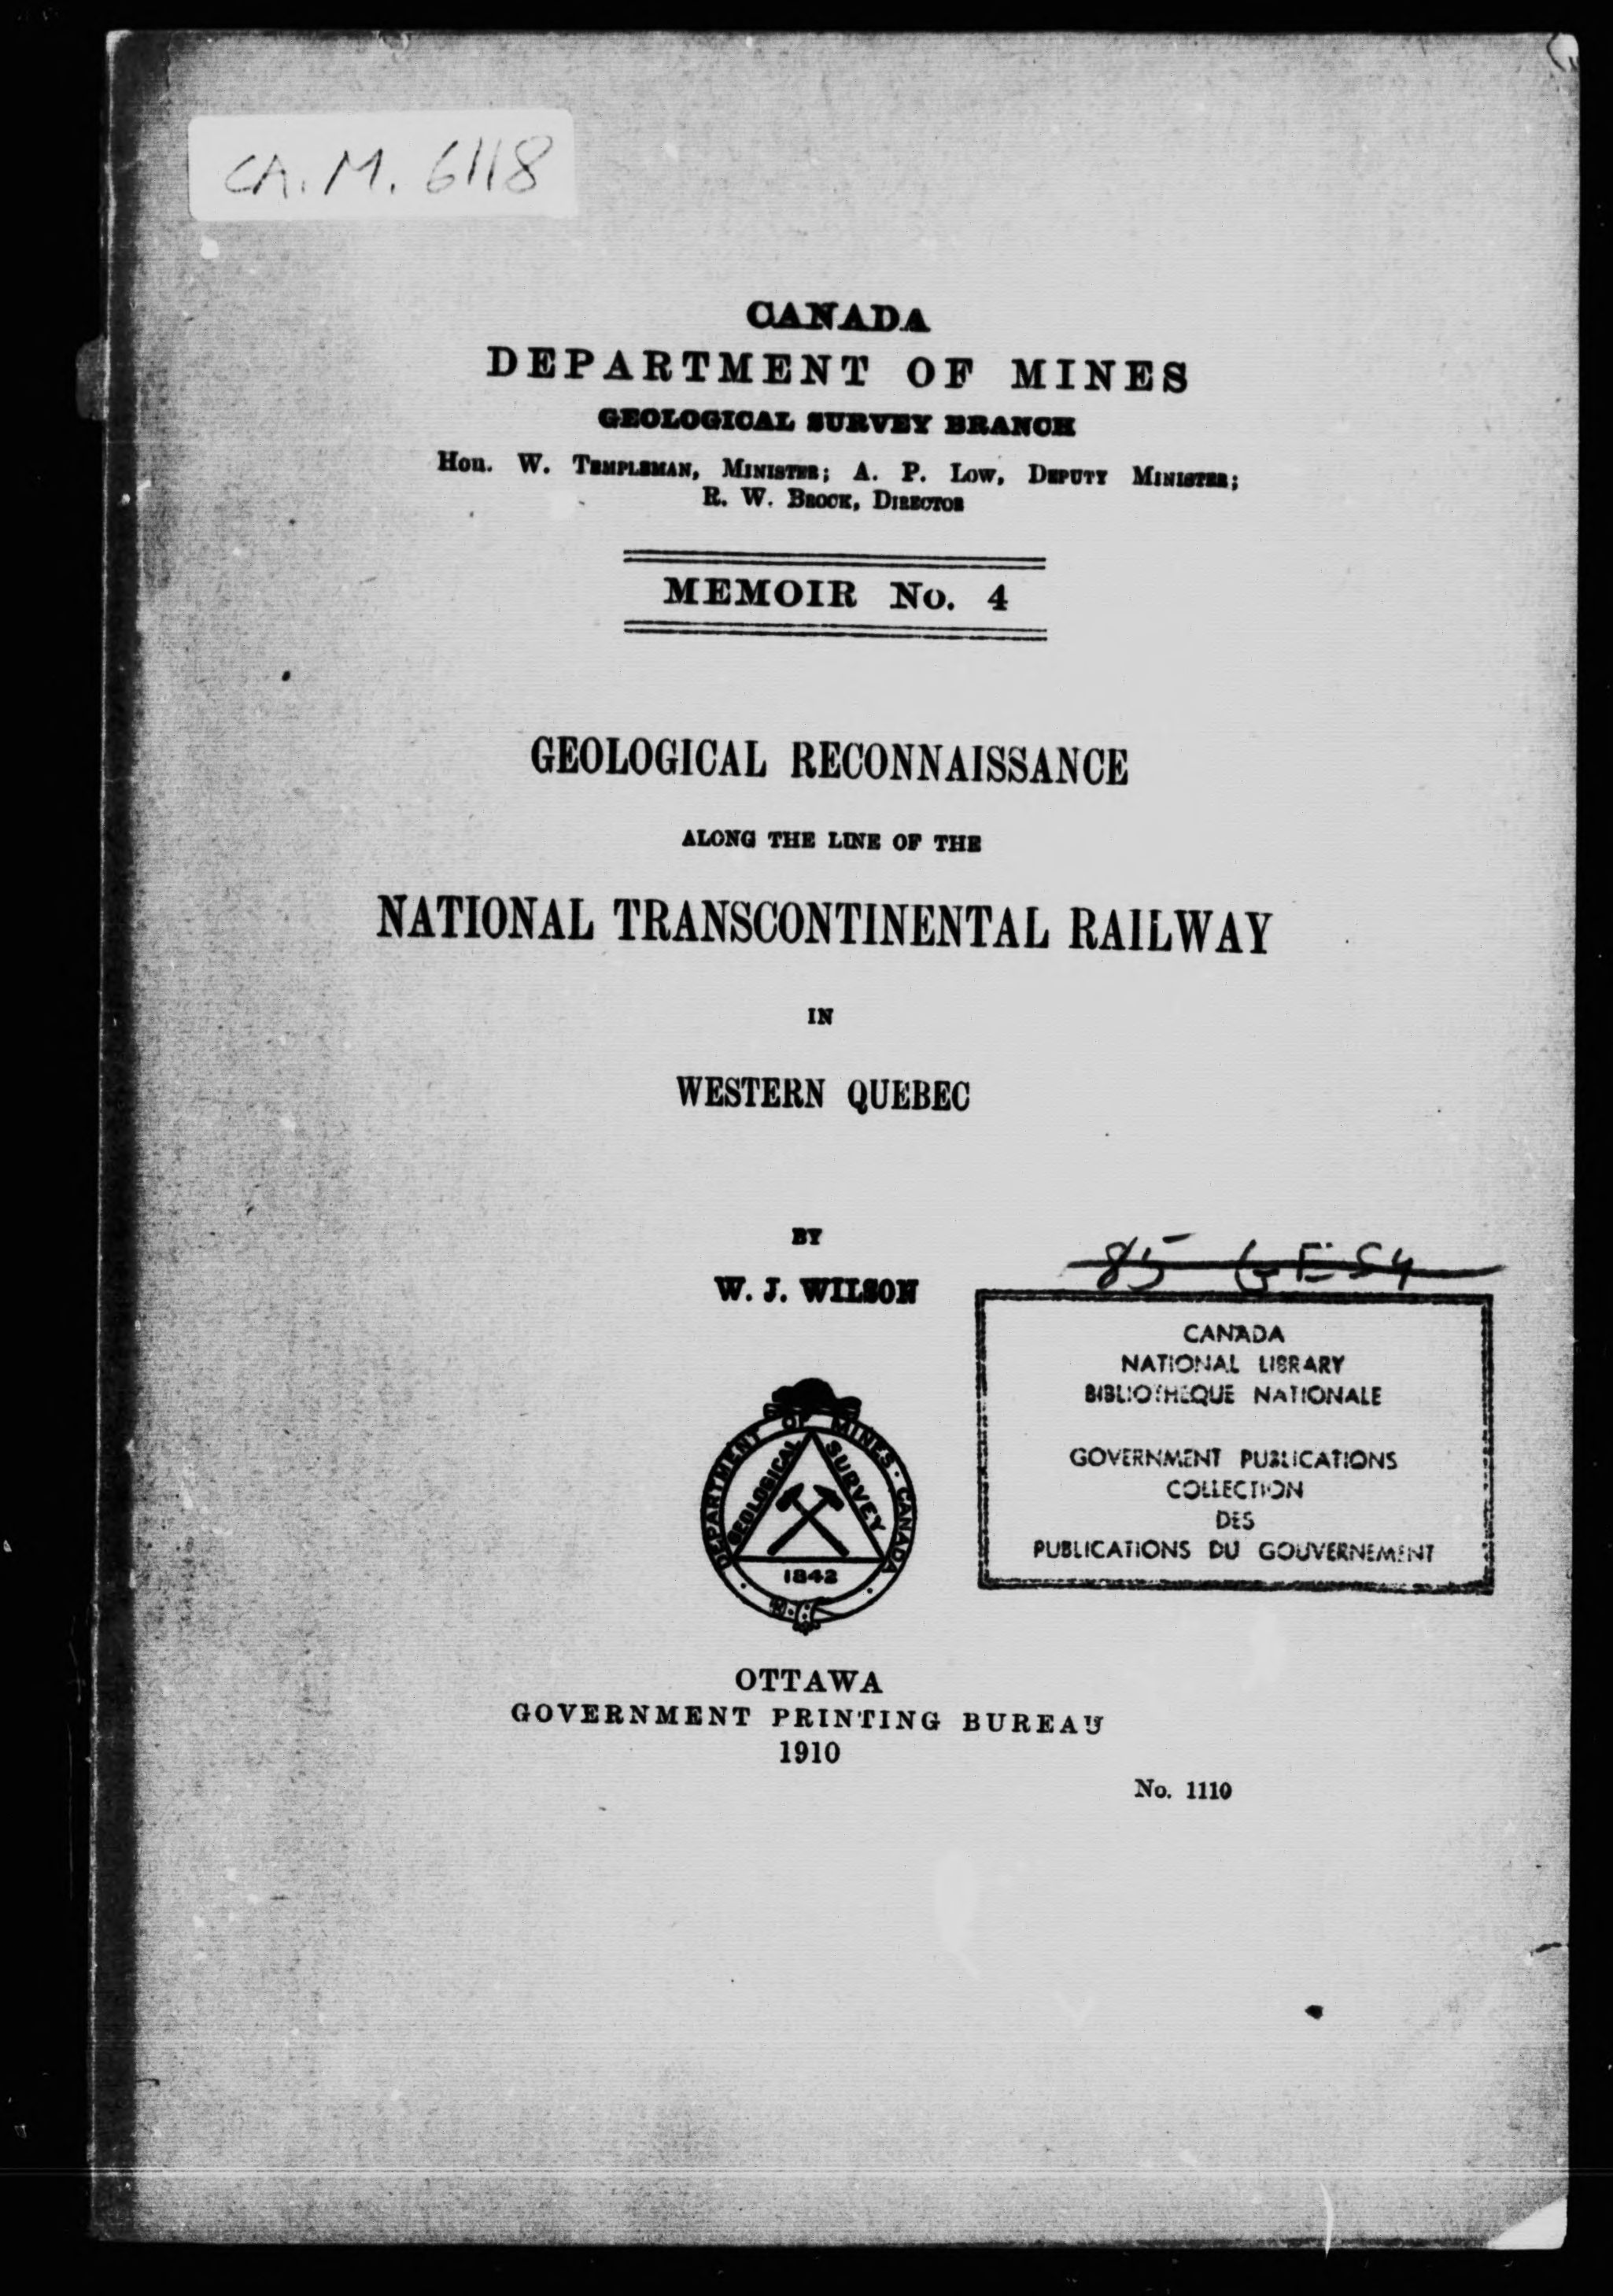 CA. M. 6118
CANADA
DEPARTMENT OF MINES
GEOLOGICAL SURVEY BRANCH
Hon. W. Templeman, Minister; A. P. Low, Deputy Minister;
R. W. Brock, Director
MEMOIR No. 4
GEOLOGICAL RECONNAISSANCE
ALONG THE LINE OF THE
NATIONAL TRANSCONTINENTAL RAILWAY
IN
WESTERN QUEBEC
BY
W. J. WILSON
CANADA
NATIONAL LIBRARY
BIBLIOTHEQUE NATIONALE
GOVERNMENT PUBLICATIONS
COLLECTION
DES
PUBLICATIONS DU GOUVERNEMENT
DEPARTMENT OF MINES · CANADA
GEOLOGICAL SURVEY
1842
OTTAWA
GOVERNMENT PRINTING BUREAU
1910
No. 1110